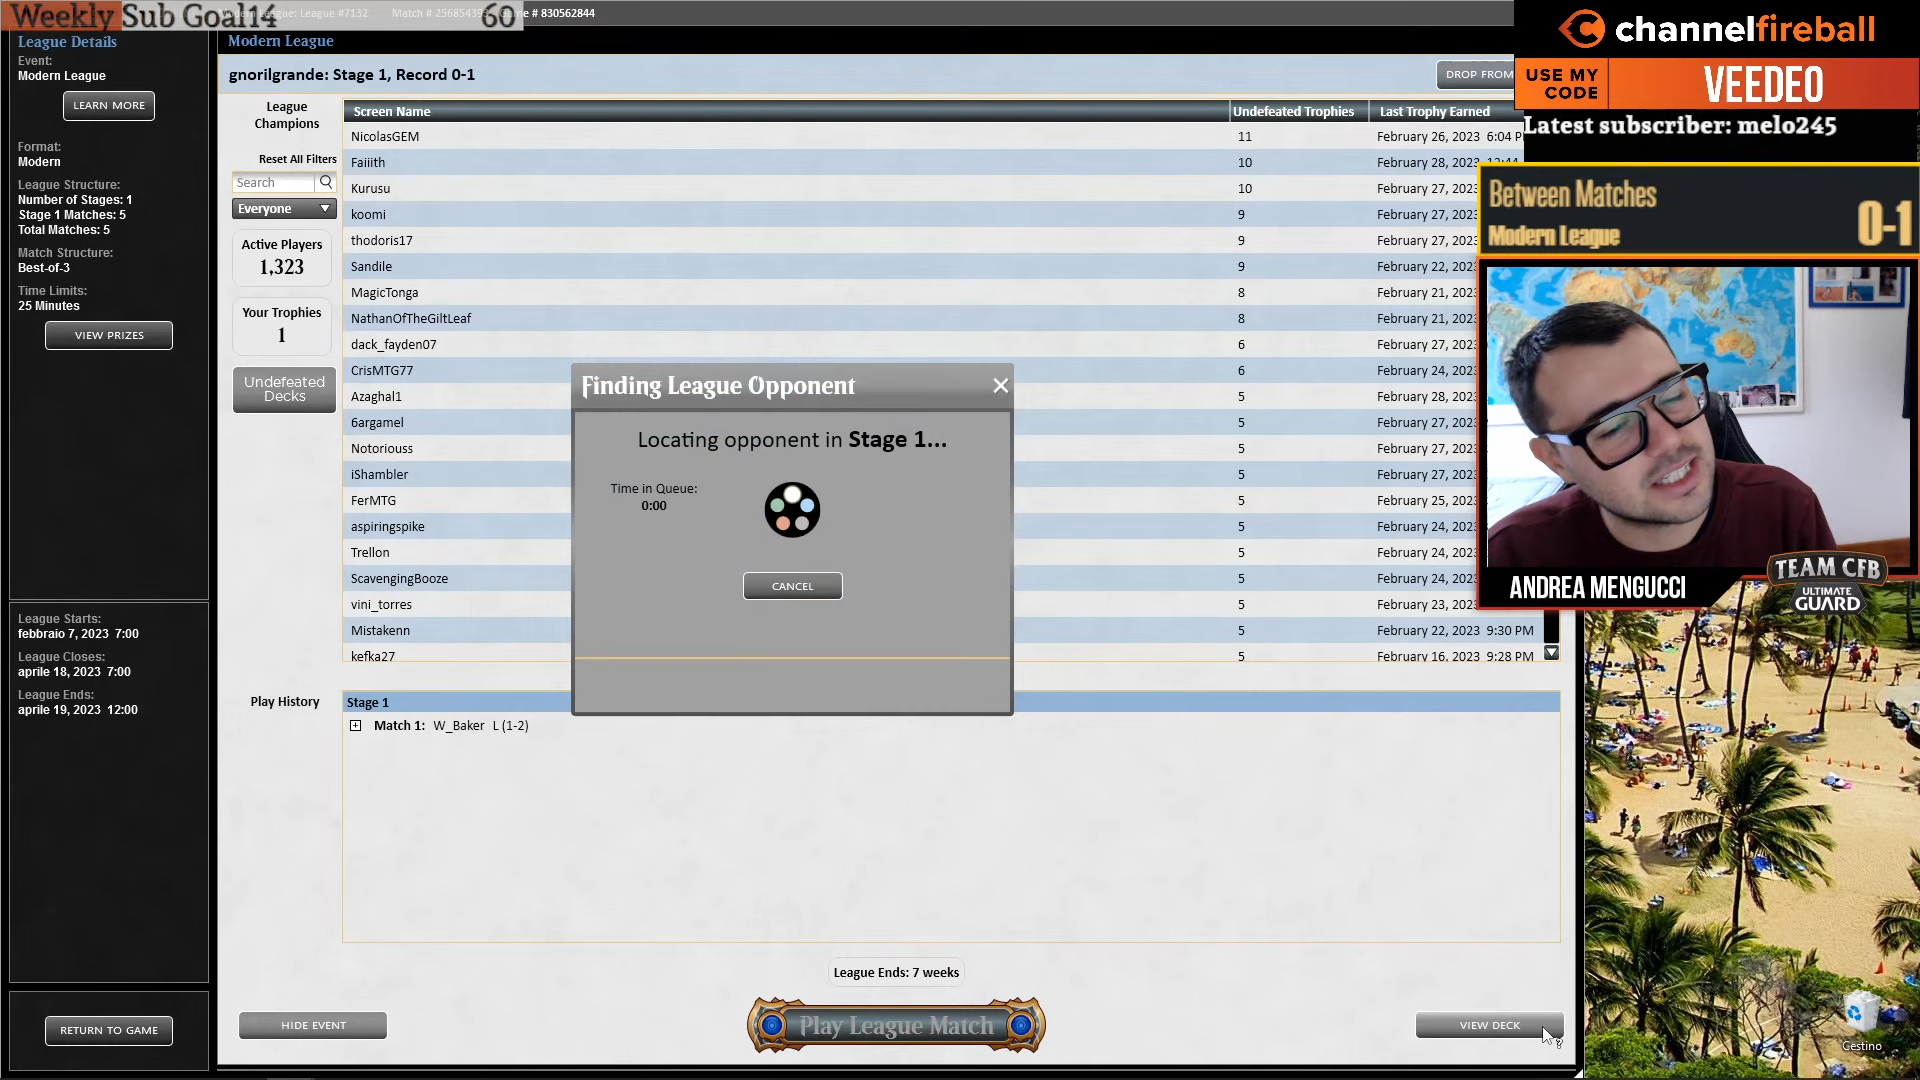 Weekly Sub Goal 14 60
League: League #7132 Match # 256854393 Game # 830562844
League Details
Event:
Modern League
LEARN MORE
Format:
Modern
League Structure:
Number of Stages: 1
Stage 1 Matches: 5
Total Matches: 5
Match Structure:
Best-of-3
Time Limits:
25 Minutes
VIEW PRIZES
League Starts:
febbraio 7, 2023 7:00
League Closes:
aprile 18, 2023 7:00
League Ends:
aprile 19, 2023 12:00
RETURN TO GAME
Modern League
gnorilgrande: Stage 1, Record 0-1
DROP FROM
League
Champions
Reset All Filters
Search
Everyone
Active Players
1,323
Your Trophies
1
Undefeated
Decks
Screen Name Undefeated Trophies Last Trophy Earned
NicolasGEM 11 February 26, 2023 6:04 P
Faiiith 10 February 28, 2023
Kurusu 10 February 27, 2023
koomi 9 February 27, 2023
thodoris17 9 February 27, 2023
Sandile 9 February 22, 2023
MagicTonga 8 February 21, 2023
NathanOfTheGiltLeaf 8 February 21, 2023
dack_fayden07 6 February 27, 2023
CrisMTG77 6 February 24, 2023
Azaghal1 5 February 28, 2023
6argamel 5 February 27, 2023
Notoriouss 5 February 27, 2023
iShambler 5 February 27, 2023
FerMTG 5 February 25, 2023
aspiringspike 5 February 24, 2023
Trellon 5 February 24, 2023
ScavengingBooze 5 February 24, 2023
vini_torres 5 February 23, 2023
Mistakenn 5 February 22, 2023 9:30 PM
kefka27 5 February 16, 2023 9:28 PM
Finding League Opponent
Locating opponent in Stage 1...
Time in Queue:
0:00
CANCEL
Play History
Stage 1
Match 1: W_Baker L (1-2)
League Ends: 7 weeks
HIDE EVENT
Play League Match
VIEW DECK
channelfireball
USE MY
CODE
VEEDEO
Latest subscriber: melo245
Between Matches
Modern League
0-1
ANDREA MENGUCCI
TEAM CFB
ULTIMATE
GUARD
Cestino